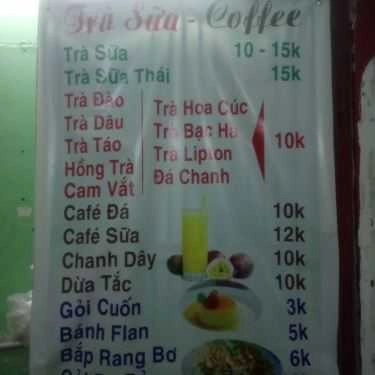 Trà Sữa - Coffee
Trà Sữa 10 - 15k
Trà Sữa Thái 15k
Trà Đào
Trà Dâu
Trà Táo
Hồng Trà
Cam Vắt
Trà Hoa Cúc
Trà Bạc Hà
Trà Lipton
Đá Chanh
10k
Café Đá 10k
Café Sữa 12k
Chanh Dây 10k
Dừa Tắc 10k
Gỏi Cuốn 3k
Bánh Flan 5k
Bắp Rang Bơ 6k